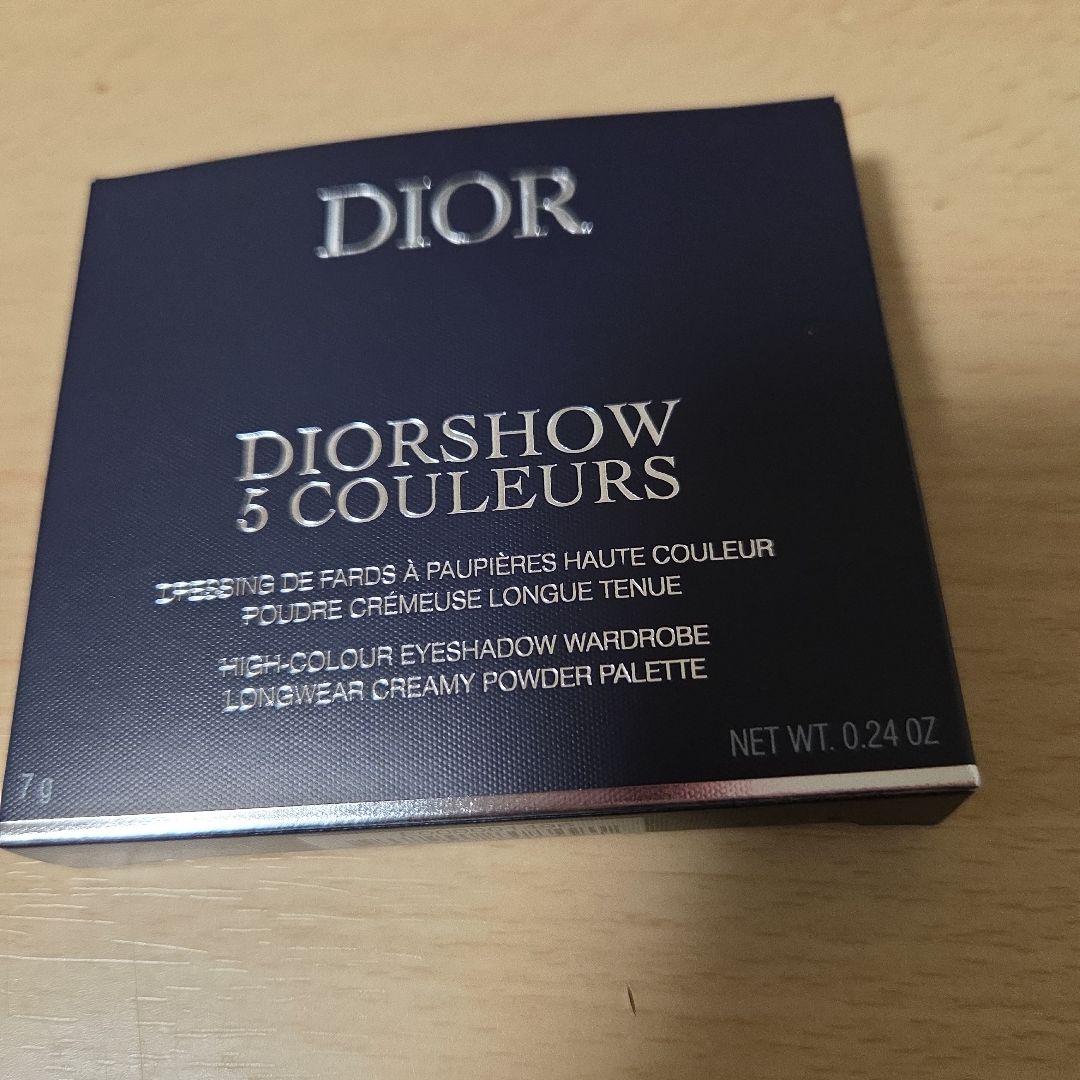 DIOR
DIORSHOW
5 COULEURS
DRESSING DE FARDS À PAUPIÈRES HAUTE COULEUR
POUDRE CRÉMEUSE LONGUE TENUE
HIGH-COLOUR EYESHADOW WARDROBE
LONGWEAR CREAMY POWDER PALETTE
7 g
NET WT. 0.24 OZ